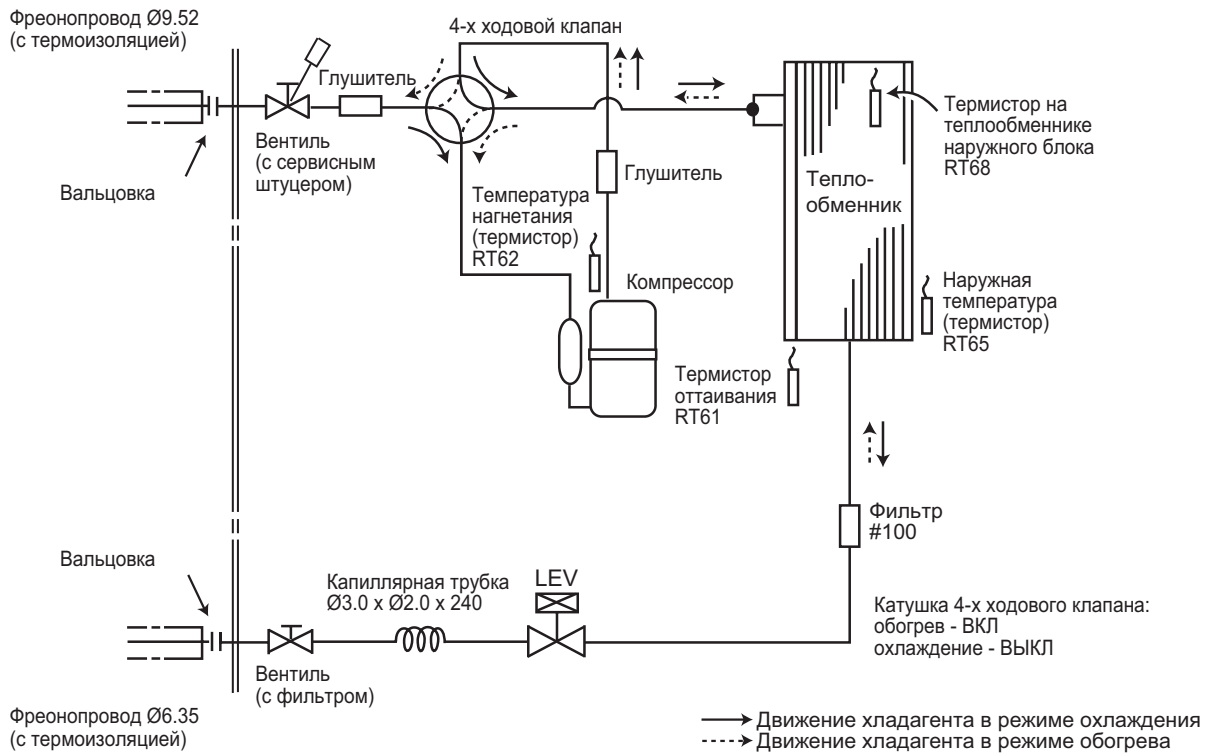 Фреонопровод Ø9.52
(с термоизоляцией)
4-х ходовой клапан
Глушитель
Вентиль
(с сервисным
штуцером)
Вальцовка
Термистор на
теплообменнике
наружного блока
RT68
Глушитель
Тепло-
обменник
Температура
нагнетания
(термистор)
RT62
Компрессор
Наружная
температура
(термистор)
RT65
Термистор
оттаивания
RT61
Фильтр
#100
Вальцовка
Капиллярная трубка
Ø3.0 x Ø2.0 x 240
LEV
Катушка 4-х ходового клапана:
обогрев - ВКЛ
охлаждение - ВЫКЛ
Вентиль
(с фильтром)
Фреонопровод Ø6.35
(с термоизоляцией)
Движение хладагента в режиме охлаждения
Движение хладагента в режиме обогрева